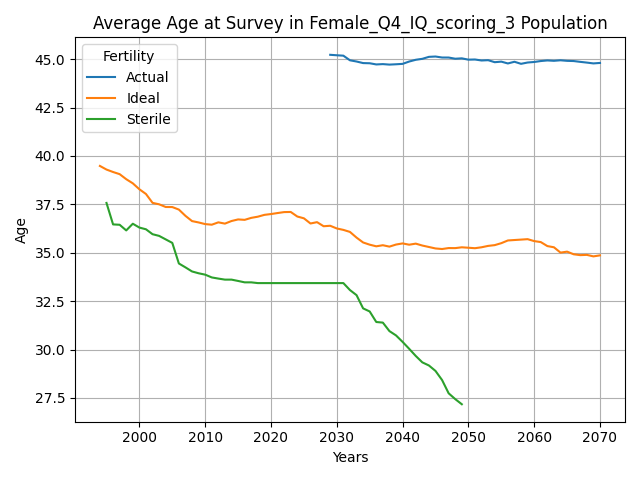 Average Age at Survey in Female_Q4_IQ_scoring_3 Population
Fertility
Actual
Ideal
Sterile
Age
45.0
42.5
40.0
37.5
35.0
32.5
30.0
27.5
2000 2010 2020 2030 2040 2050 2060 2070
Years